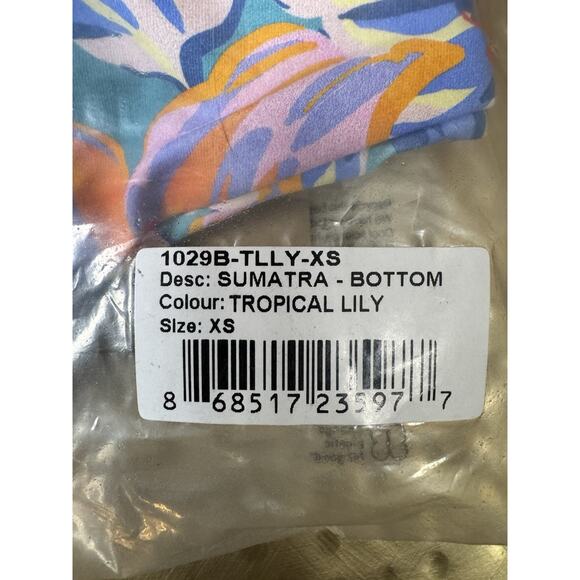 1029B-TLLY-XS
Desc: SUMATRA - BOTTOM
Colour: TROPICAL LILY
Size: XS
8 68517 23597 7